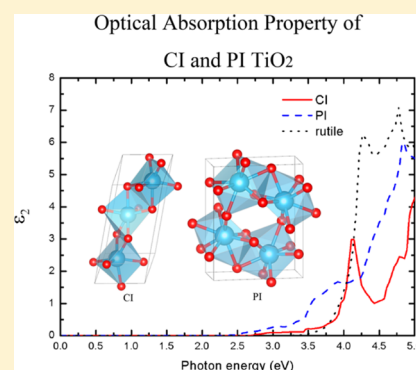 Optical Absorption Property of
CI and PI TiO2
8
7
6
5
4
3
2
1
0
ε2
CI
PI
rutile
CI
PI
0.0 0.5 1.0 1.5 2.0 2.5 3.0 3.5 4.0 4.5 5.0
Photon energy (eV)